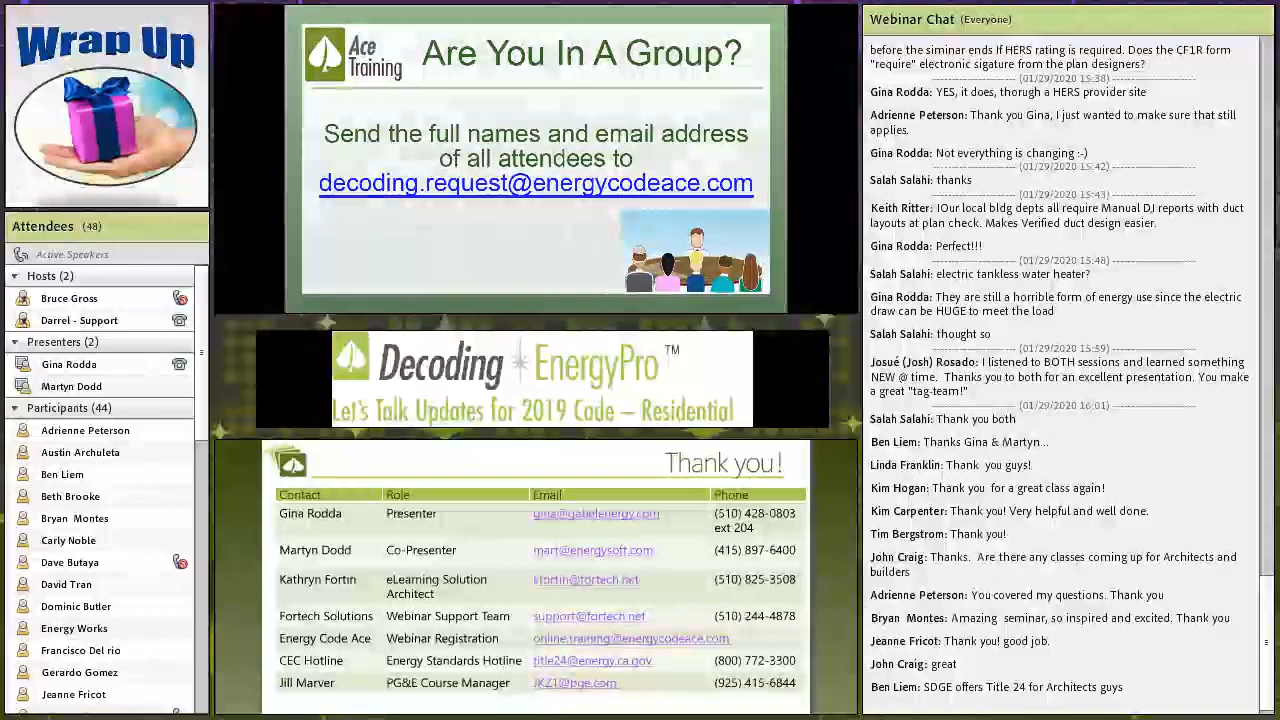 Wrap Up
Attendees (48)
Active Speakers
Hosts (2)
Bruce Gross
Darrel - Support
Presenters (2)
Gina Rodda
Martyn Dodd
Participants (44)
Adrienne Peterson
Austin Archuleta
Ben Liem
Beth Brooke
Bryan Montes
Carly Noble
Dave Butaya
David Tran
Dominic Butler
Energy Works
Francisco Del rio
Gerardo Gomez
Jeanne Fricot
Ace
Training
Are You In A Group?
Send the full names and email address
of all attendees to
decoding.request@energycodeace.com
Decoding EnergyPro™
Let's Talk Updates for 2019 Code – Residential
Thank you!
Contact Role Email Phone
Gina Rodda Presenter gina@gabelenergy.com (510) 428-0803
ext 204
Martyn Dodd Co-Presenter mart@energysoft.com (415) 897-6400
Kathryn Fortin eLearning Solution kfortin@fortech.net (510) 825-3508
Architect
Fortech Solutions Webinar Support Team support@fortech.net (510) 244-4878
Energy Code Ace Webinar Registration online.training@energycodeace.com
CEC Hotline Energy Standards Hotline title24@energy.ca.gov (800) 772-3300
Jill Marver PG&E Course Manager JKZ1@pge.com (925) 415-6844
Webinar Chat (Everyone)
before the siminar ends If HERS rating is required. Does the CF1R form
"require" electronic sigature from the plan designers?
(01/29/2020 15:38)
Gina Rodda: YES, it does, thorugh a HERS provider site
Adrienne Peterson: Thank you Gina, I just wanted to make sure that still
applies.
Gina Rodda: Not everything is changing :-)
(01/29/2020 15:42)
Salah Salahi: thanks
(01/29/2020 15:43)
Keith Ritter: IOur local bldg depts all require Manual DJ reports with duct
layouts at plan check. Makes Verified duct design easier.
Gina Rodda: Perfect!!!
(01/29/2020 15:48)
Salah Salahi: electric tankless water heater?
Gina Rodda: They are still a horrible form of energy use since the electric
draw can be HUGE to meet the load
Salah Salahi: thought so
(01/29/2020 15:59)
Josué (Josh) Rosado: I listened to BOTH sessions and learned something
NEW @ time. Thanks you to both for an excellent presentation. You make
a great "tag-team!"
(01/29/2020 16:01)
Salah Salahi: Thank you both
Ben Liem: Thanks Gina & Martyn...
Linda Franklin: Thank you guys!
Kim Hogan: Thank you for a great class again!
Kim Carpenter: Thank you! Very helpful and well done.
Tim Bergstrom: Thank you!
John Craig: Thanks. Are there any classes coming up for Architects and
builders
Adrienne Peterson: You covered my questions. Thank you
Bryan Montes: Amazing seminar, so inspired and excited. Thank you
Jeanne Fricot: Thank you! good job.
John Craig: great
Ben Liem: SDGE offers Title 24 for Architects guys